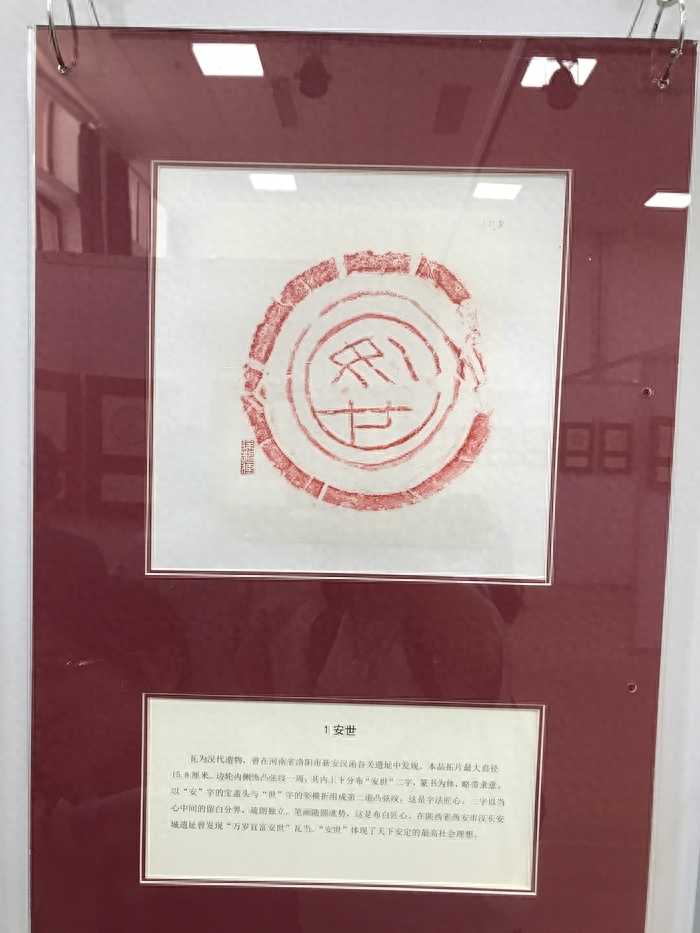 安
世
1 安世
瓦为汉代遗物，曾在河南省洛阳市新安汉函谷关遗址中发现。本品拓片最大直径
15.8厘米。边轮内侧饰凸弦纹一周；其内上下分布“安世”二字，篆书为体，略带隶意。
以“安”字的宝盖头与“世”字的竖横折组成第二道凸弦纹；这是字法匠心。二字以当
心中间的留白分界，疏朗独立。笔画随圆就势，这是布白匠心。在陕西省西安市汉长安
城遗址曾发现“万岁宜富安世”瓦当。“安世”体现了天下安定的最高社会理想。